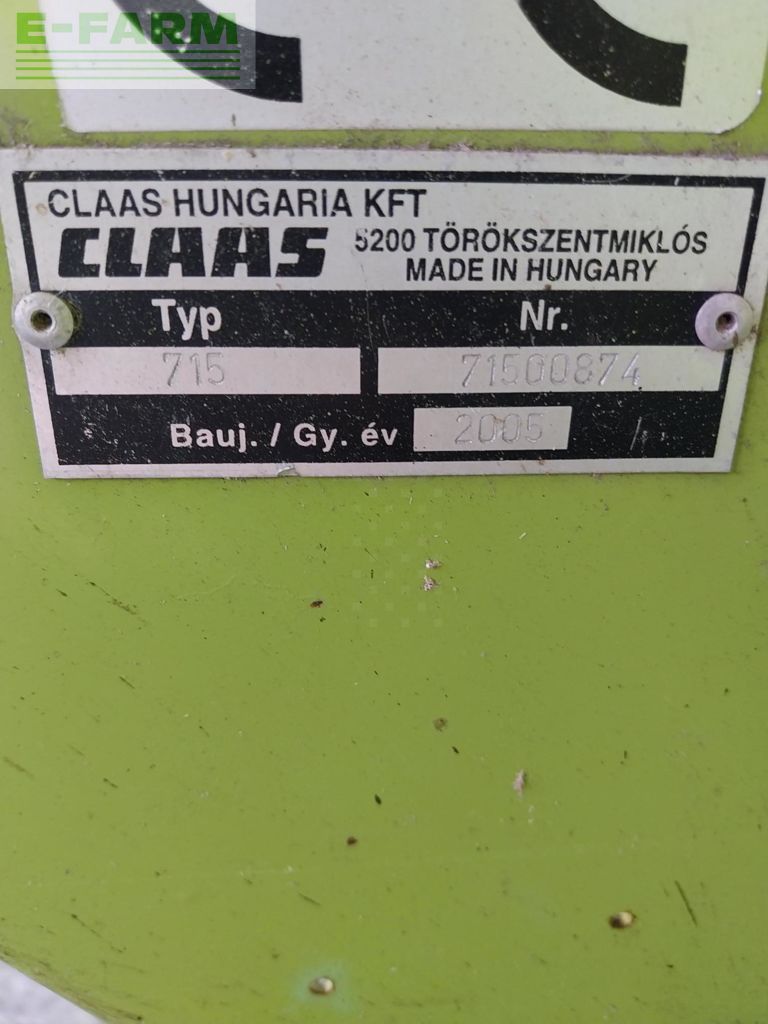 E-FARM
CLAAS HUNGARIA KFT
CLAAS 5200 TÖRÖKSZENTMIKLÓS
MADE IN HUNGARY
Typ Nr.
715 71500874
Bauj. / Gy. év 2005